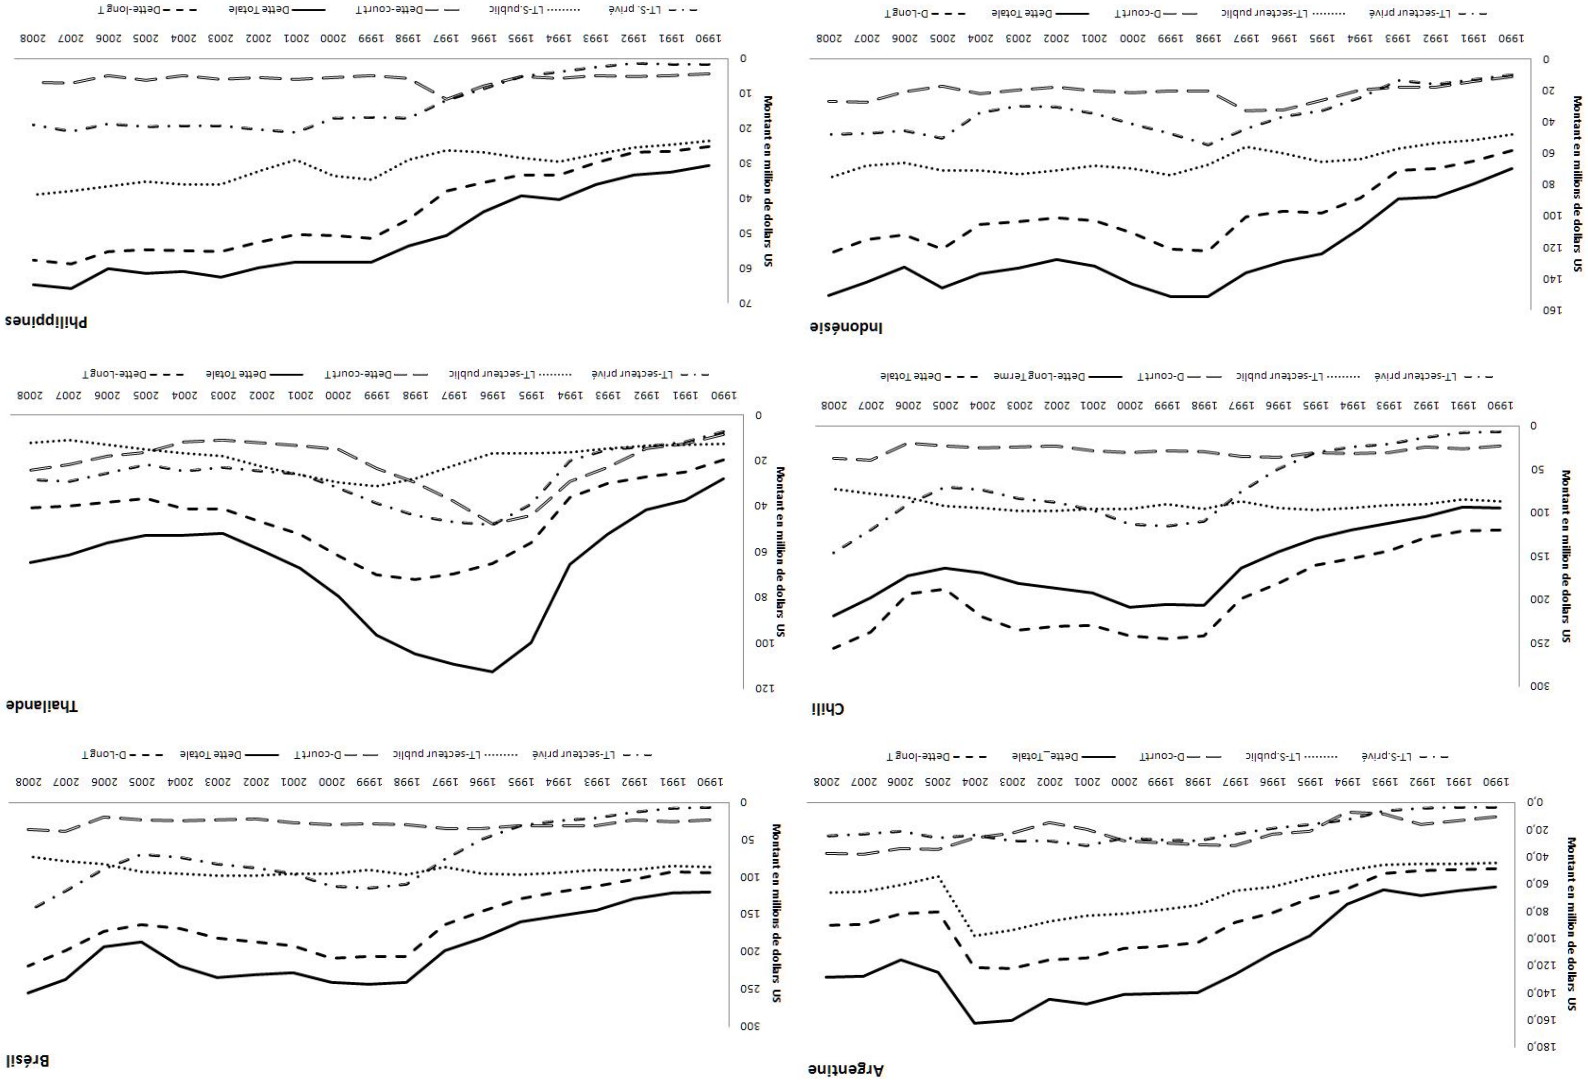 Argentine
Montant en million de dollars US
180,0
160,0
140,0
120,0
100,0
80,0
60,0
40,0
20,0
0,0
1990 1991 1992 1993 1994 1995 1996 1997 1998 1999 2000 2001 2002 2003 2004 2005 2006 2007 2008
LT-S.privé LT-S.public D-courtT Dette_Totale Dette-long T
Brésil
Montant en millions de dollars US
300
250
200
150
100
50
0
1990 1991 1992 1993 1994 1995 1996 1997 1998 1999 2000 2001 2002 2003 2004 2005 2006 2007 2008
LT-secteur privé LT-secteur public D-courtT Dette Totale D-LongT
Chili
Montant en million de dollars US
300
250
200
150
100
50
0
1990 1991 1992 1993 1994 1995 1996 1997 1998 1999 2000 2001 2002 2003 2004 2005 2006 2007 2008
LT-secteur privé LT-secteur public D-courtT Dette-Long Terme Dette Totale
Thailande
Montant en million de dollars US
120
100
80
60
40
20
0
1990 1991 1992 1993 1994 1995 1996 1997 1998 1999 2000 2001 2002 2003 2004 2005 2006 2007 2008
LT-secteur privé LT-secteur public Dette-courtT Dette Totale Dette-LongT
Indonésie
Montant en millions de dollars US
160
140
120
100
80
60
40
20
0
1990 1991 1992 1993 1994 1995 1996 1997 1998 1999 2000 2001 2002 2003 2004 2005 2006 2007 2008
LT-secteur privé LT-secteur public D-courtT Dette Totale D-LongT
Philippines
Montant en million de dollars US
70
60
50
40
30
20
10
0
1990 1991 1992 1993 1994 1995 1996 1997 1998 1999 2000 2001 2002 2003 2004 2005 2006 2007 2008
LT-S. privé LT-S.public Dette-courtT Dette Totale Dette-LongT